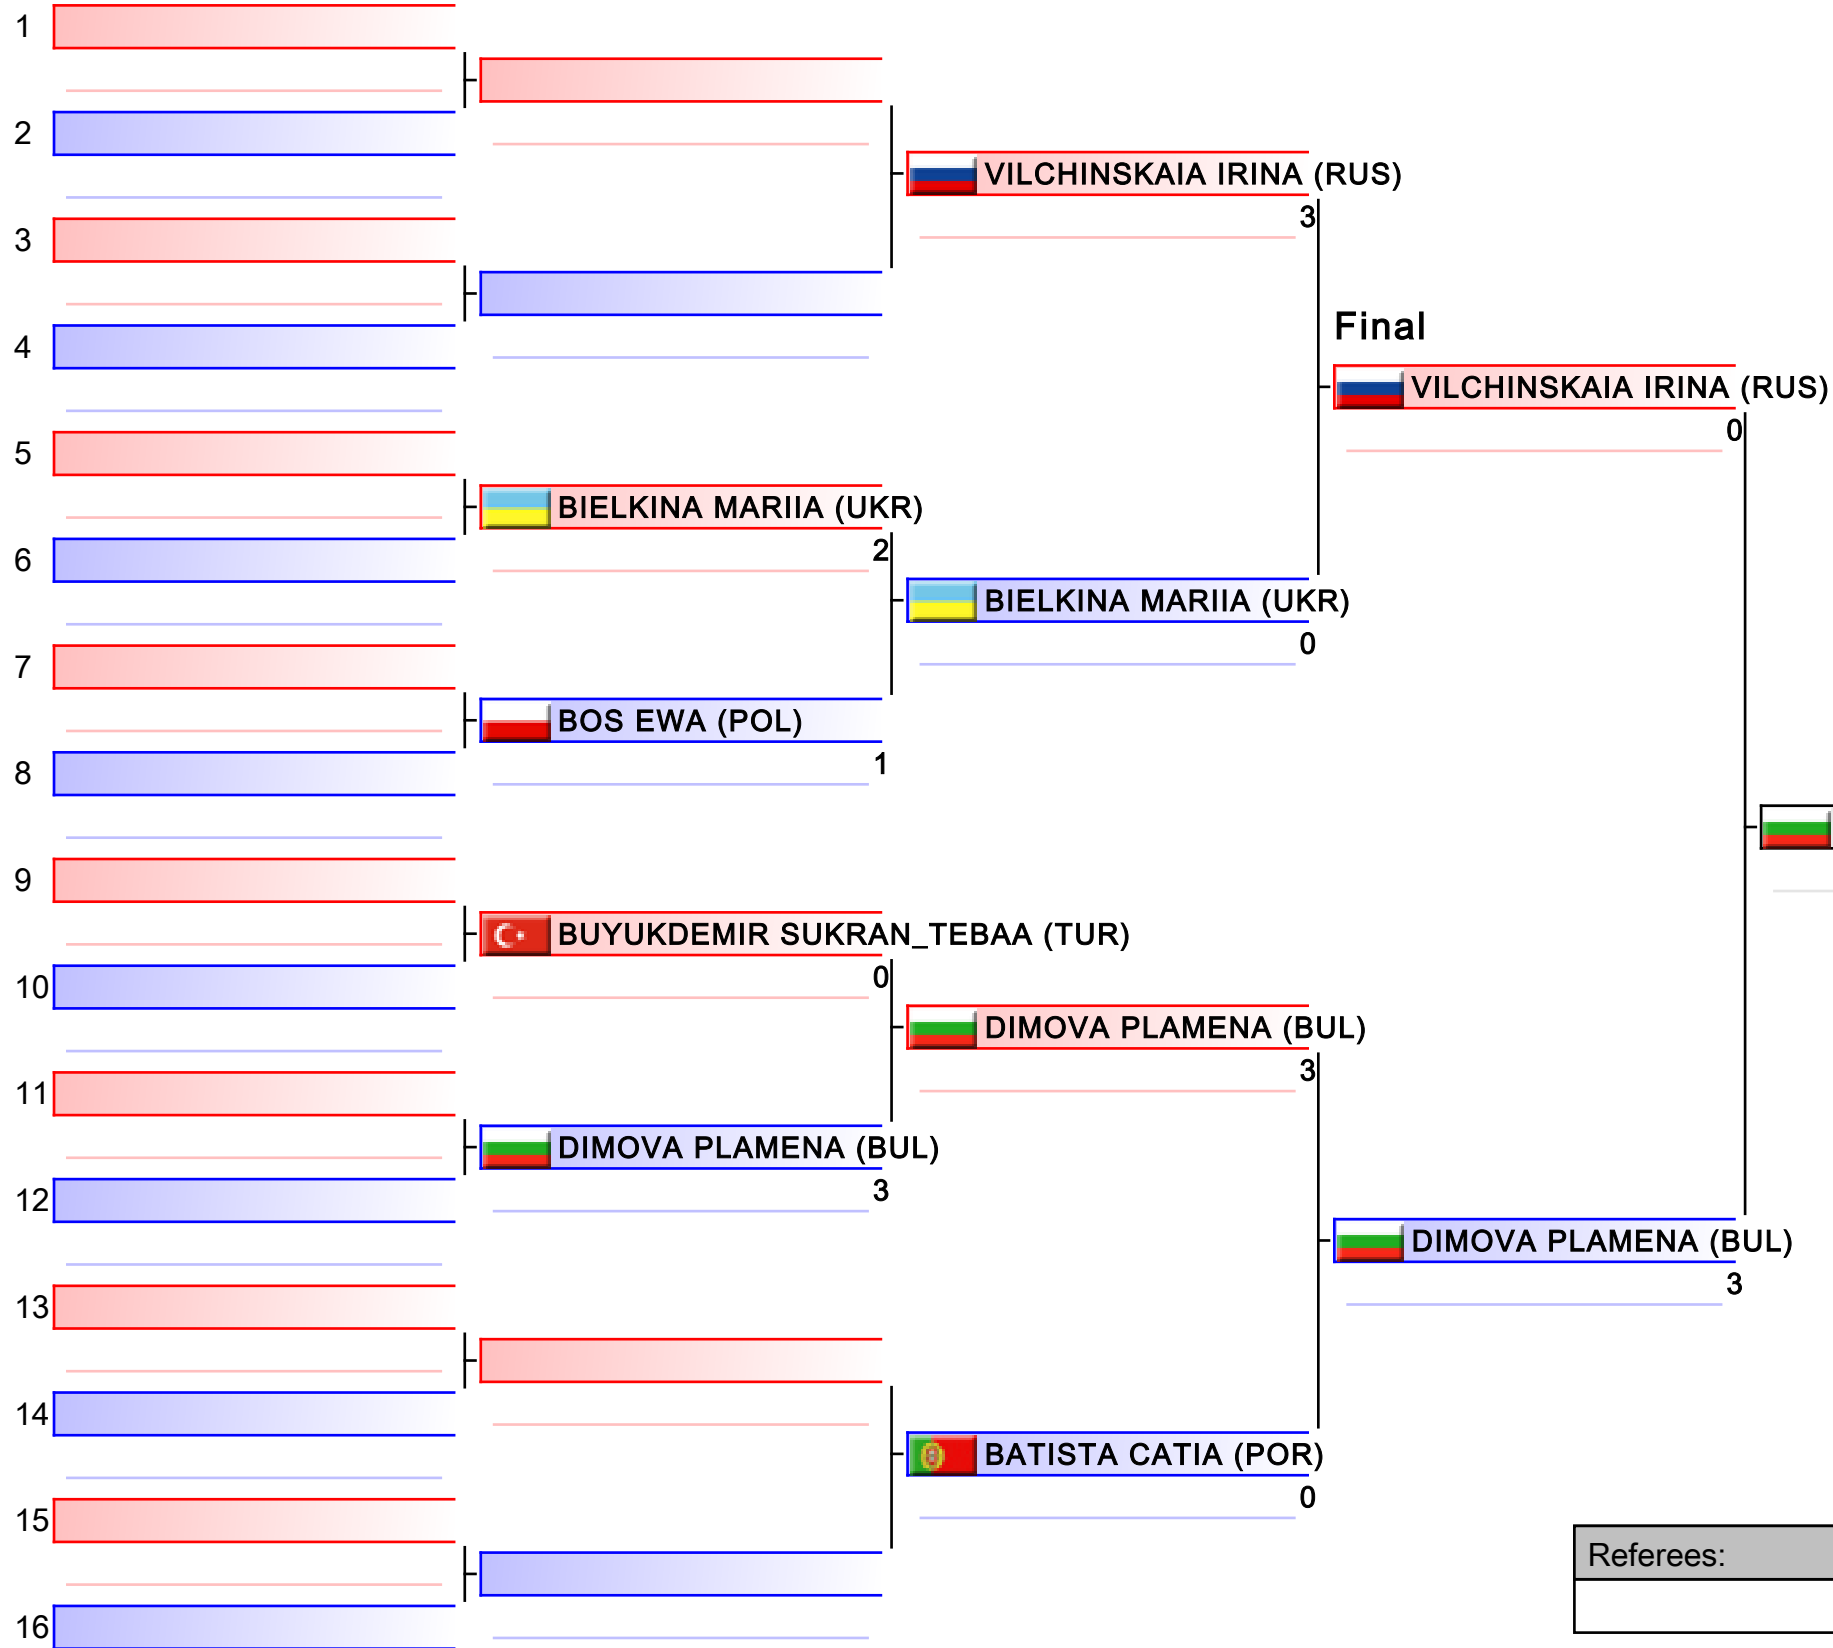 1
2
VILCHINSKAIA IRINA (RUS)
3
3
Final
4
VILCHINSKAIA IRINA (RUS)
0
5
BIELKINA MARIIA (UKR)
2
6
BIELKINA MARIIA (UKR)
0
7
BOS EWA (POL)
1
8
9
BUYUKDEMIR SUKRAN_TEBAA (TUR)
0
10
DIMOVA PLAMENA (BUL)
3
11
DIMOVA PLAMENA (BUL)
3
12
DIMOVA PLAMENA (BUL)
3
13
14
BATISTA CATIA (POR)
0
15
Referees:
16